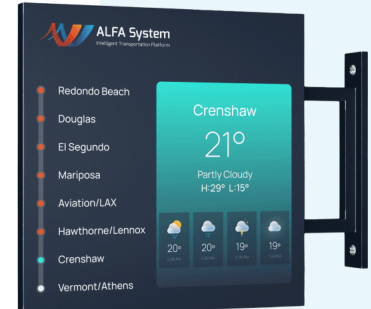 ALFA System
Intelligent Transportation Platform
Redondo Beach
Douglas
El Segundo
Mariposa
Aviation/LAX
Hawthorne/Lennox
Crenshaw
Vermont/Athens
Crenshaw
21°
Partly Cloudy
H:29° L:15°
20° 20° 19° 19°